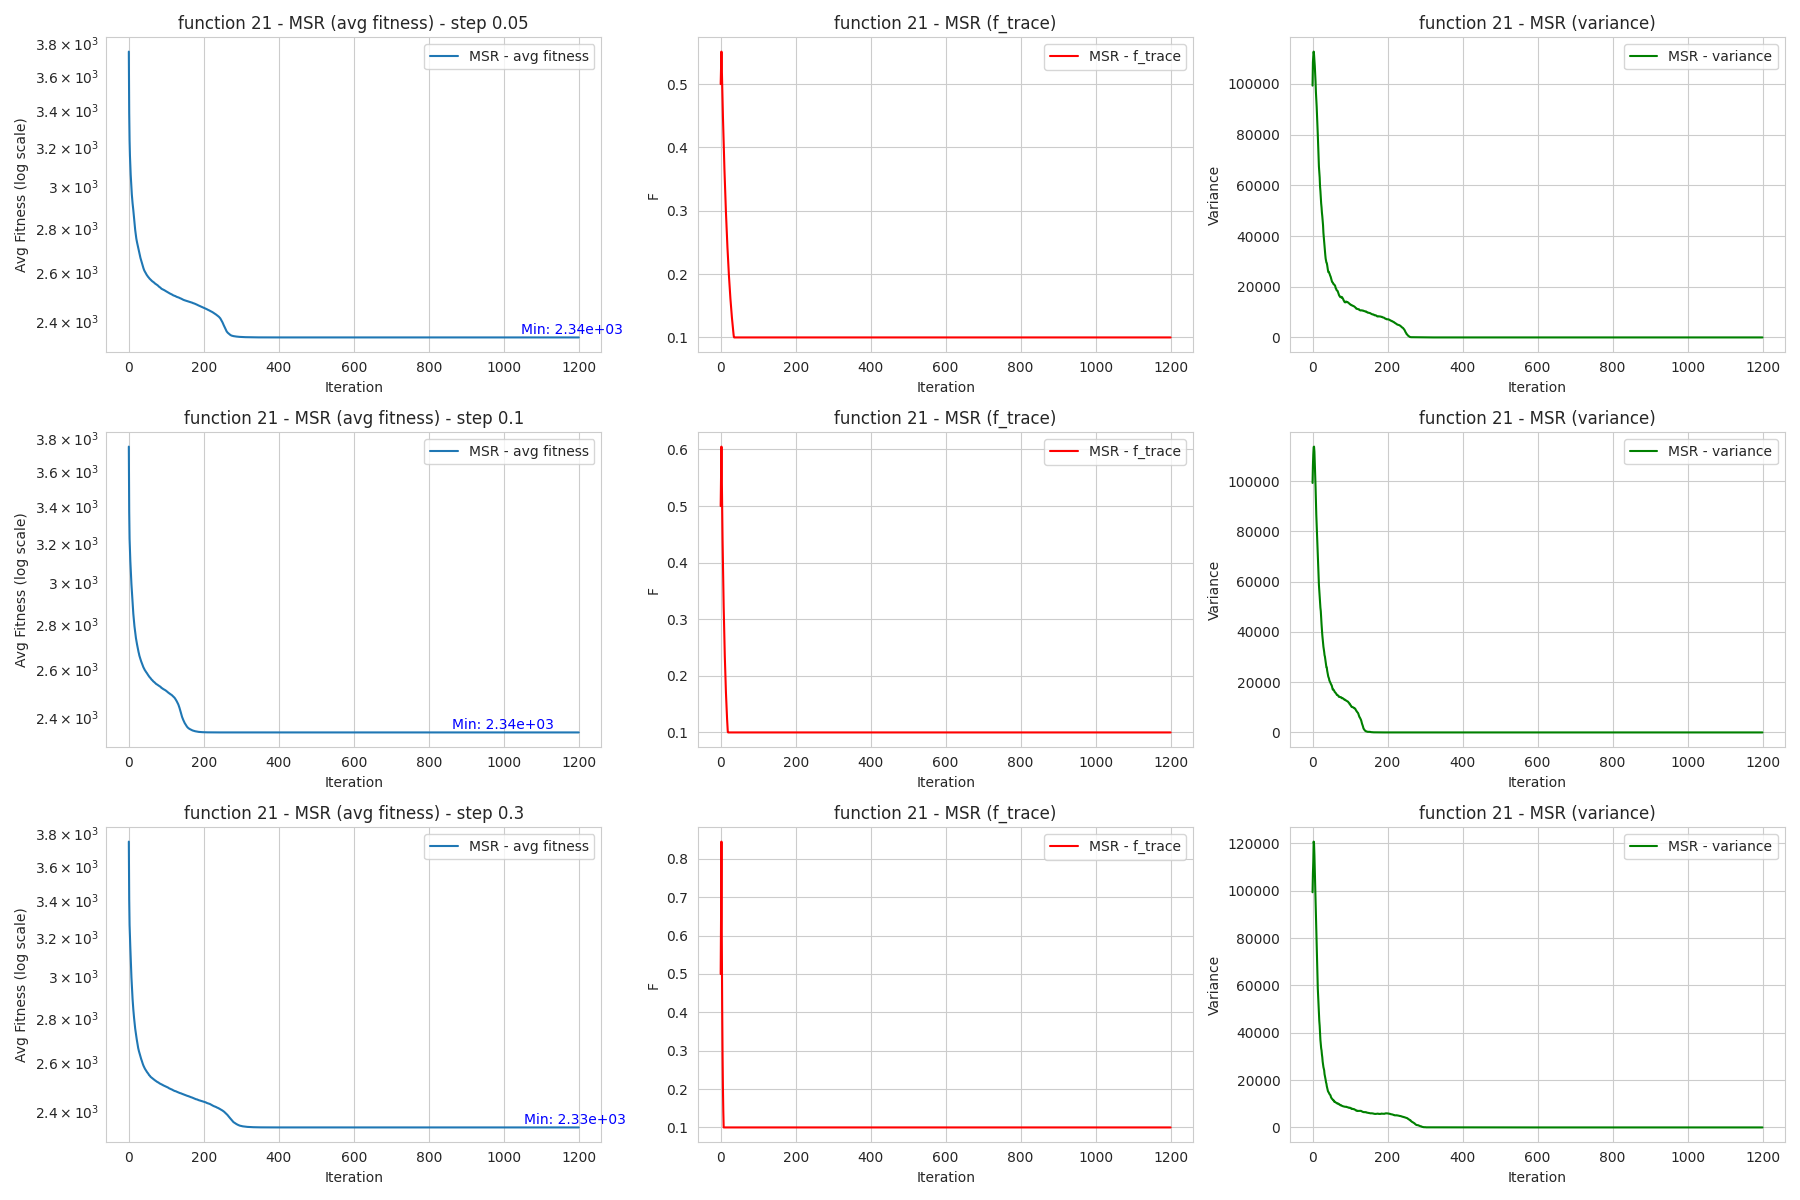 function 21 - MSR (avg fitness) - step 0.05
Avg Fitness (log scale)
3.8 × 10³
3.6 × 10³
3.4 × 10³
3.2 × 10³
3 × 10³
2.8 × 10³
2.6 × 10³
2.4 × 10³
MSR - avg fitness
Min: 2.34e+03
0 200 400 600 800 1000 1200
Iteration
function 21 - MSR (f_trace)
F
0.5
0.4
0.3
0.2
0.1
MSR - f_trace
0 200 400 600 800 1000 1200
Iteration
function 21 - MSR (variance)
Variance
100000
80000
60000
40000
20000
0
MSR - variance
0 200 400 600 800 1000 1200
Iteration
function 21 - MSR (avg fitness) - step 0.1
Avg Fitness (log scale)
3.8 × 10³
3.6 × 10³
3.4 × 10³
3.2 × 10³
3 × 10³
2.8 × 10³
2.6 × 10³
2.4 × 10³
MSR - avg fitness
Min: 2.34e+03
0 200 400 600 800 1000 1200
Iteration
function 21 - MSR (f_trace)
F
0.6
0.5
0.4
0.3
0.2
0.1
MSR - f_trace
0 200 400 600 800 1000 1200
Iteration
function 21 - MSR (variance)
Variance
100000
80000
60000
40000
20000
0
MSR - variance
0 200 400 600 800 1000 1200
Iteration
function 21 - MSR (avg fitness) - step 0.3
Avg Fitness (log scale)
3.8 × 10³
3.6 × 10³
3.4 × 10³
3.2 × 10³
3 × 10³
2.8 × 10³
2.6 × 10³
2.4 × 10³
MSR - avg fitness
Min: 2.33e+03
0 200 400 600 800 1000 1200
Iteration
function 21 - MSR (f_trace)
F
0.8
0.7
0.6
0.5
0.4
0.3
0.2
0.1
MSR - f_trace
0 200 400 600 800 1000 1200
Iteration
function 21 - MSR (variance)
Variance
120000
100000
80000
60000
40000
20000
0
MSR - variance
0 200 400 600 800 1000 1200
Iteration